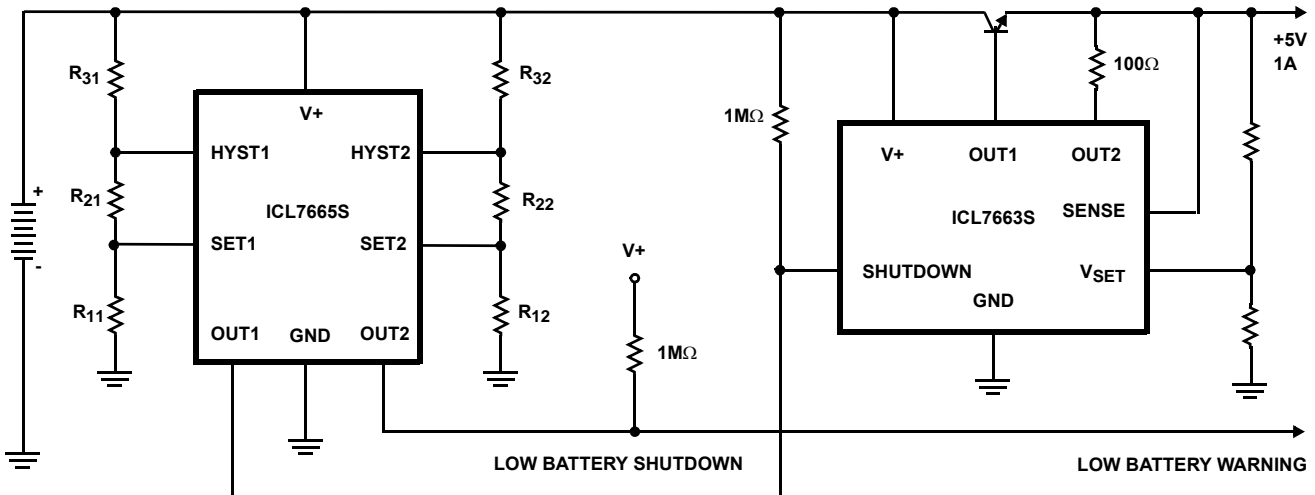 +
-
R31
R21
R11
V+
HYST1
HYST2
ICL7665S
SET1
SET2
OUT1
GND
OUT2
R32
R22
R12
V+
1MΩ
LOW BATTERY SHUTDOWN
1MΩ
V+
OUT1
OUT2
ICL7663S
SENSE
SHUTDOWN
VSET
GND
100Ω
+5V
1A
LOW BATTERY WARNING